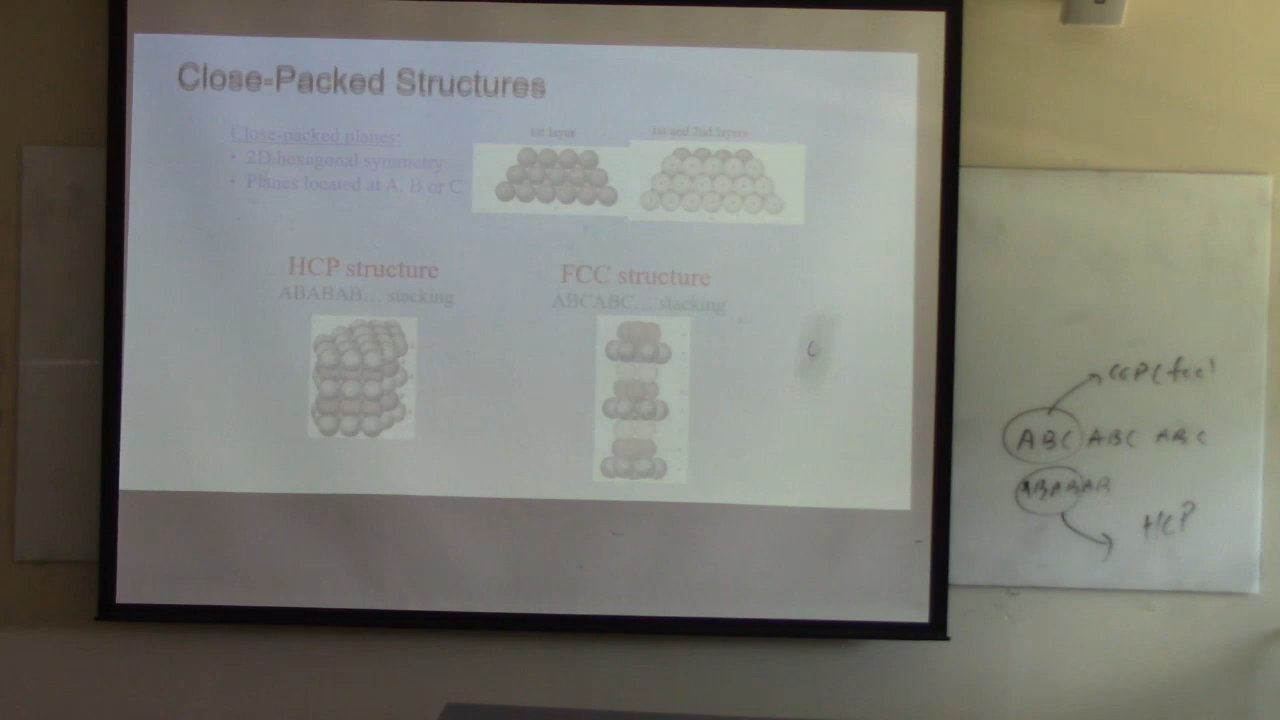 Close-Packed Structures
Close-packed planes:
• 2D hexagonal symmetry
• Planes located at A, B or C
1st layer
1st and 2nd layers
HCP structure
ABABAB... stacking
FCC structure
ABCABC... stacking
CCP (fcc)
ABC ABC ABC
ABABAB
HCP